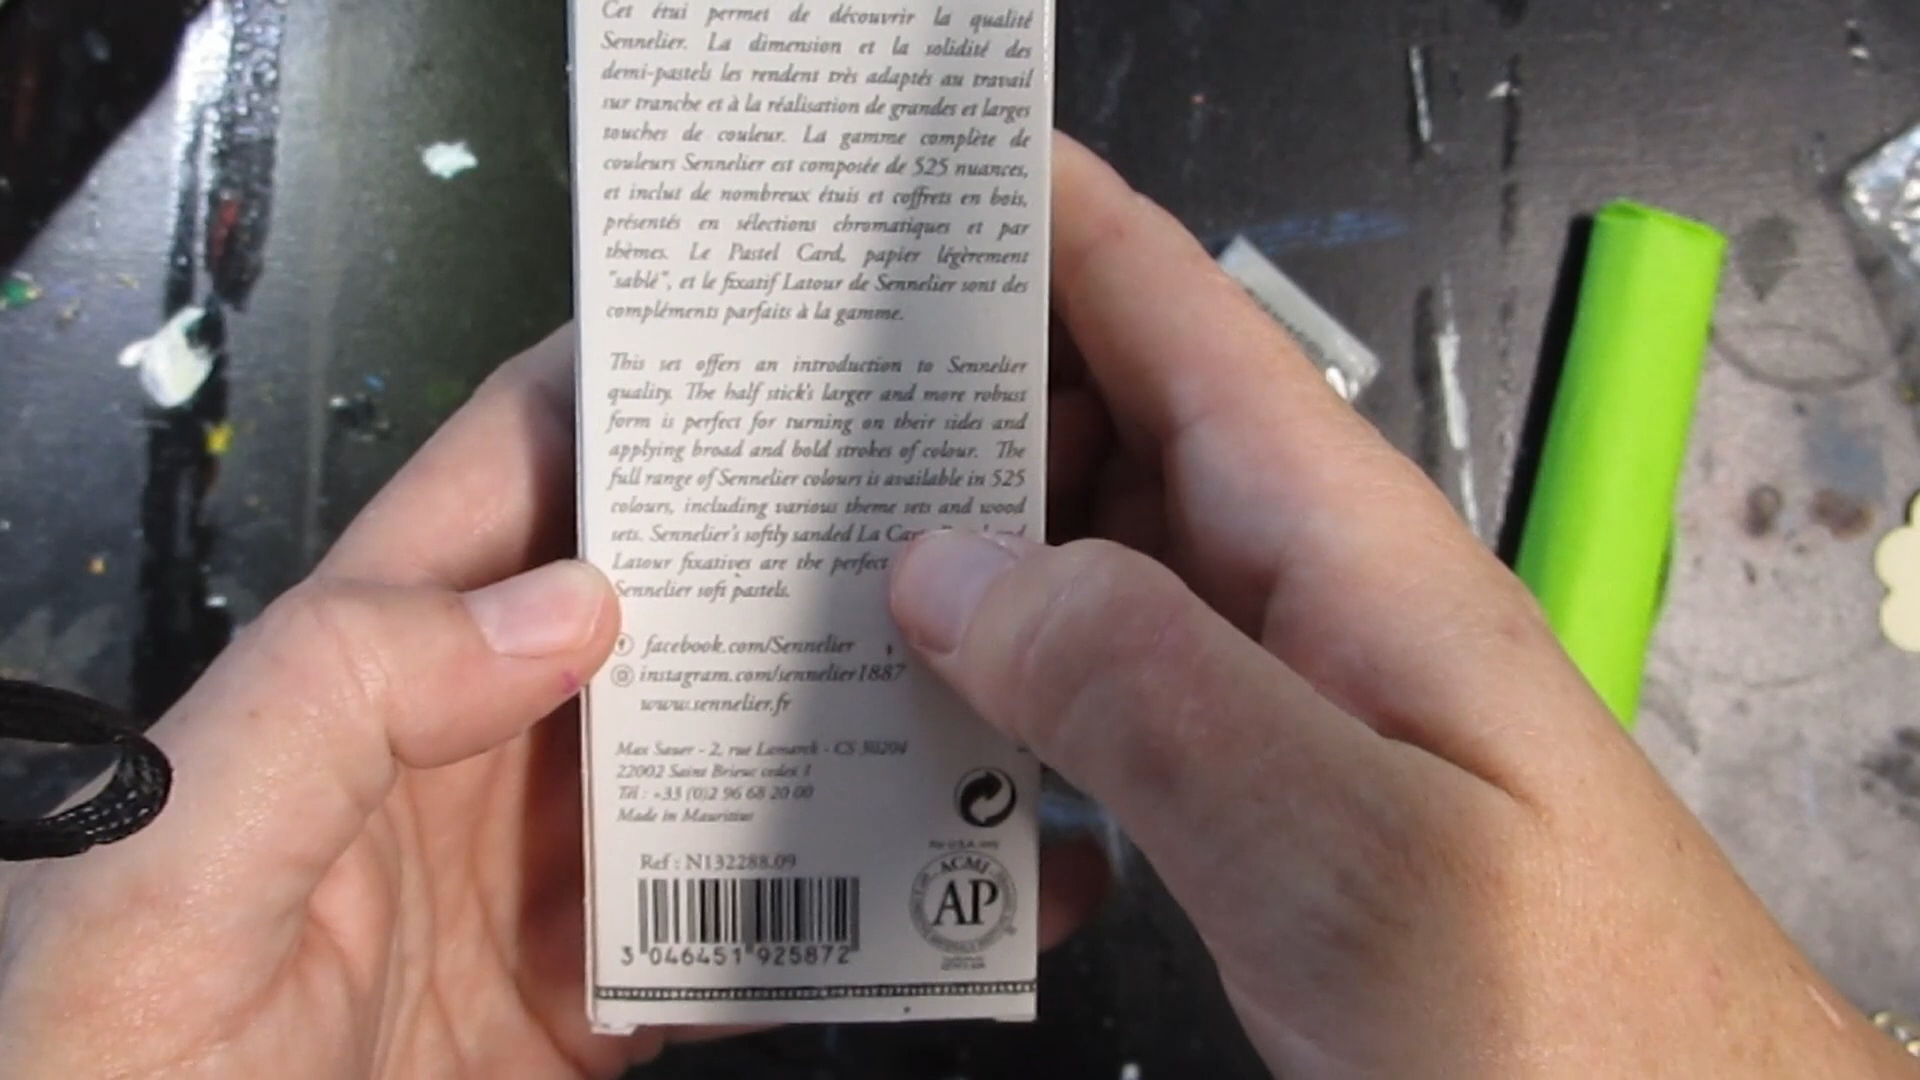 Cet étui permet de découvrir la qualité
Sennelier. La dimension et la solidité des
demi-pastels les rendent très adaptés au travail
sur tranche et à la réalisation de grandes et larges
touches de couleur. La gamme complète de
couleurs Sennelier est composée de 525 nuances,
et inclut de nombreux étuis et coffrets en bois,
présentés en sélections chromatiques et par
thèmes. Le Pastel Card, papier légèrement
"sablé", et le fixatif Latour de Sennelier sont des
compléments parfaits à la gamme.
This set offers an introduction to Sennelier
quality. The half stick's larger and more robust
form is perfect for turning on their sides and
applying broad and bold strokes of colour. The
full range of Sennelier colours is available in 525
colours, including various theme sets and wood
sets. Sennelier's softly sanded La
Latour fixatives are the perfect
Sennelier soft pastels.
facebook.com/Sennelier
instagram.com/sennelier1887
www.sennelier.fr
Max Sauer - 2, rue Lamarck - CS 30204
22002 Saint Brieuc cedex 1
Tél : +33 (0)2 96 68 20 00
Made in Mauritius
For U.S.A. only
Ref : N132288.09
ACMI
AP
3 046451 925872